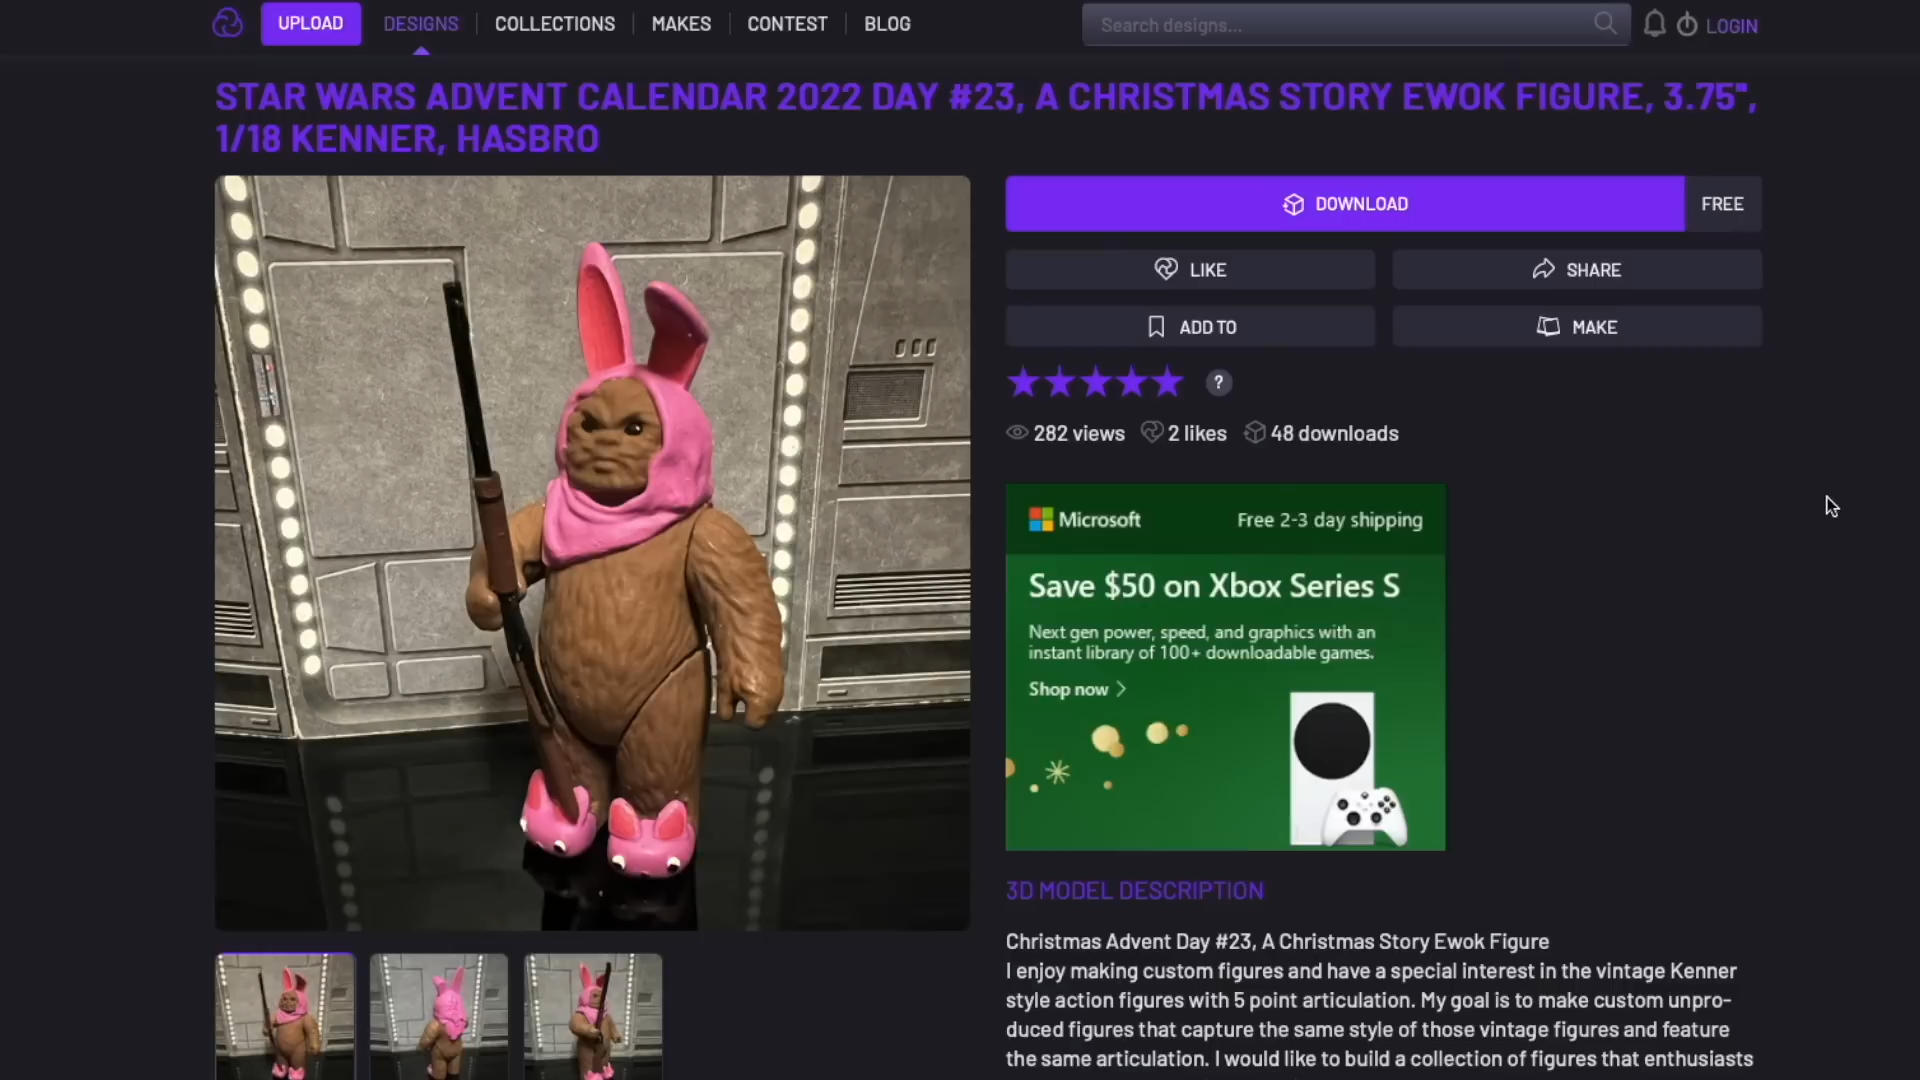 UPLOAD
DESIGNS
COLLECTIONS
MAKES
CONTEST
BLOG
Search designs...
LOGIN
STAR WARS ADVENT CALENDAR 2022 DAY #23, A CHRISTMAS STORY EWOK FIGURE, 3.75",
1/18 KENNER, HASBRO
DOWNLOAD
FREE
LIKE
SHARE
ADD TO
MAKE
?
282 views
2 likes
48 downloads
Microsoft
Free 2-3 day shipping
Save $50 on Xbox Series S
Next gen power, speed, and graphics with an
instant library of 100+ downloadable games.
Shop now
3D MODEL DESCRIPTION
Christmas Advent Day #23, A Christmas Story Ewok Figure
I enjoy making custom figures and have a special interest in the vintage Kenner
style action figures with 5 point articulation. My goal is to make custom unpro-
duced figures that capture the same style of those vintage figures and feature
the same articulation. I would like to build a collection of figures that enthusiasts